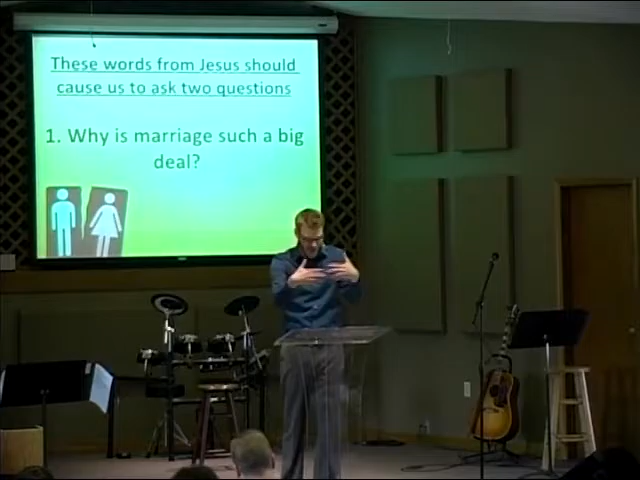 These words from Jesus should
cause us to ask two questions
1. Why is marriage such a big
deal?